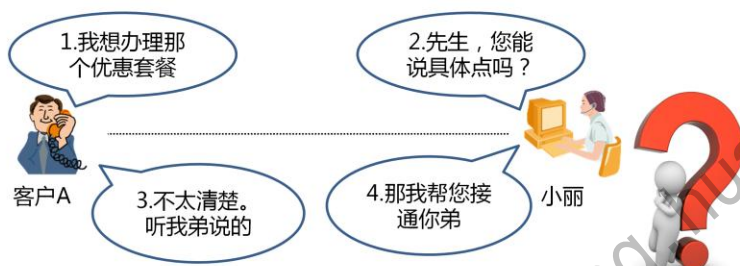 1.我想办理那
个优惠套餐
2.先生，您能
说具体点吗？
客户A
3.不太清楚。
听我弟说的
4.那我帮您接
通你弟
小丽